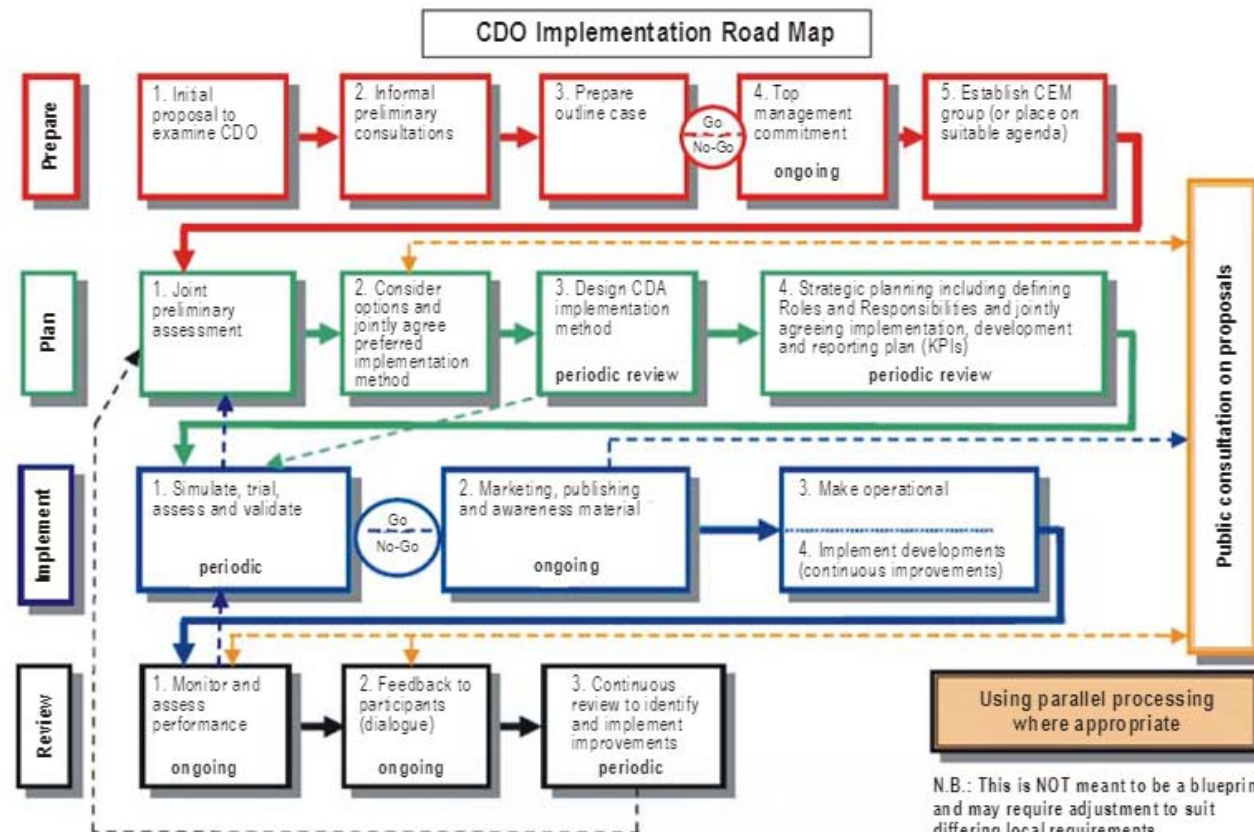 CDO Implementation Road Map
Prepare
1. Initial
proposal to
examine CDO
2. Informal
preliminary
consultations
3. Prepare
outline case
Go
No-Go
4. Top
management
commitment
ongoing
5. Establish CEM
group (or place on
suitable agenda)
Plan
1. Joint
preliminary
assessment
2. Consider
options and
jointly agree
preferred
implementation
method
3. Design CDA
implementation
method
periodic review
4. Strategic planning including defining
Roles and Responsibilities and jointly
agreeing implementation, development
and reporting plan (KPIs)
periodic review
Public consultation on proposals
Implement
1. Simulate, trial,
assess and validate
periodic
Go
No-Go
2. Marketing, publishing
and awareness material
ongoing
3. Make operational
4. Implement developments
(continuous improvements)
Review
1. Monitor and
assess
performance
ongoing
2. Feedback to
participants
(dialogue)
ongoing
3. Continuous
review to identify
and implement
improvements
periodic
Using parallel processing
where appropriate
N.B.: This is NOT meant to be a blueprin
and may require adjustment to suit
differing local requirements